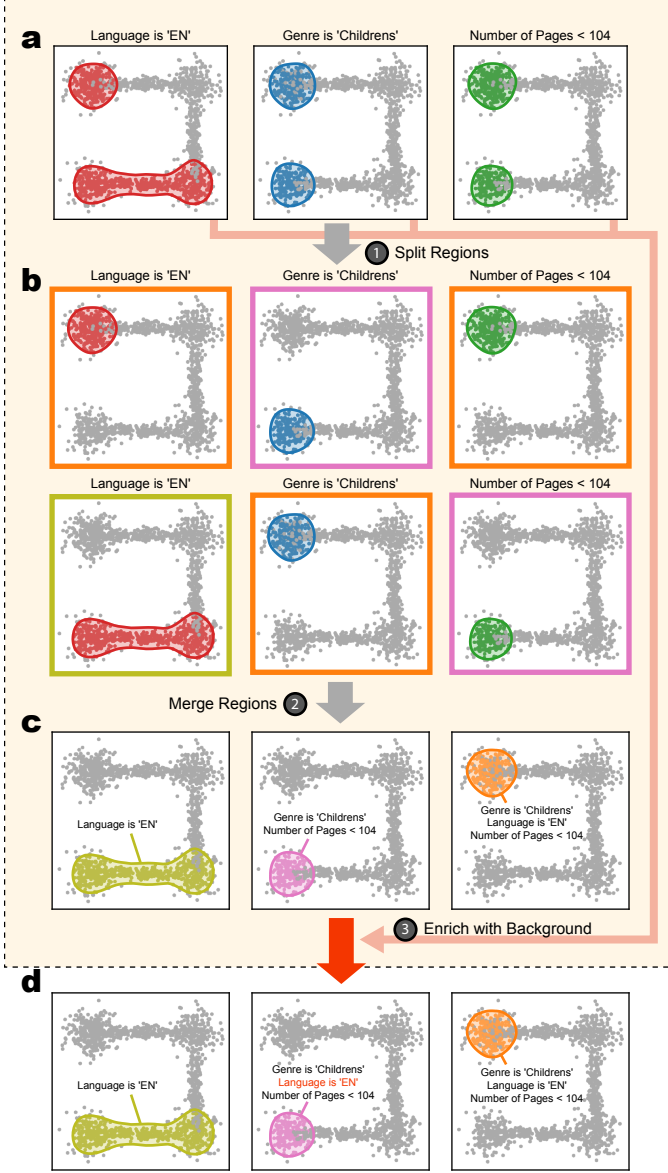 a
Language is 'EN'
Genre is 'Childrens'
Number of Pages < 104
1 Split Regions
b
Language is 'EN'
Genre is 'Childrens'
Number of Pages < 104
Language is 'EN'
Genre is 'Childrens'
Number of Pages < 104
Merge Regions 2
c
Language is 'EN'
Genre is 'Childrens'
Number of Pages < 104
Genre is 'Childrens'
Language is 'EN'
Number of Pages < 104
3 Enrich with Background
d
Language is 'EN'
Genre is 'Childrens'
Language is 'EN'
Number of Pages < 104
Genre is 'Childrens'
Language is 'EN'
Number of Pages < 104